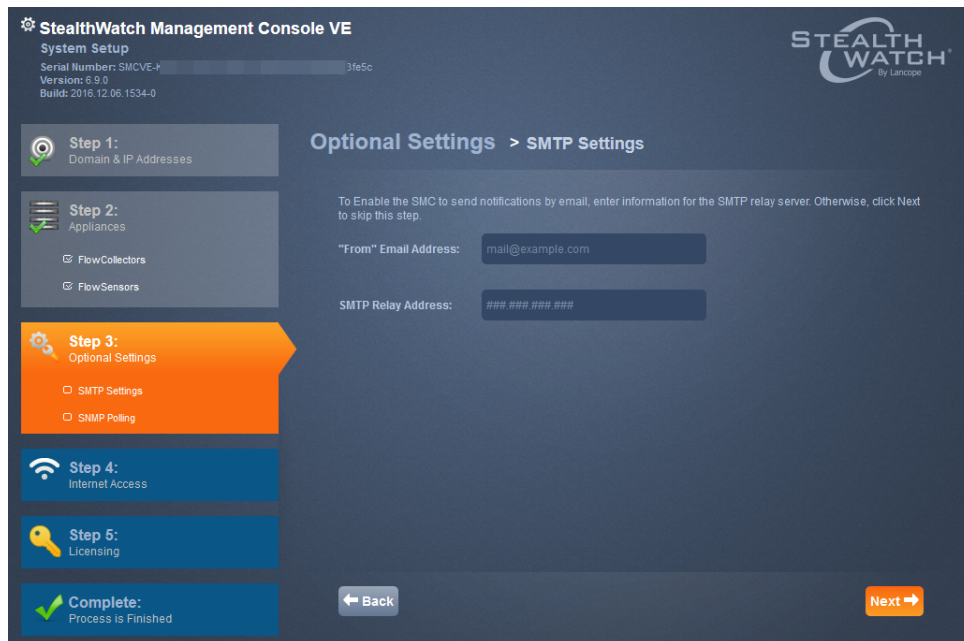 StealthWatch Management Console VE
System Setup
Serial Number: SMCVE- 3fe5c
Version: 6.9.0
Build: 2016.12.06.1534-0
STEALTH
WATCH
By Lancope
Step 1:
Domain & IP Addresses
Step 2:
Appliances
FlowCollectors
FlowSensors
Step 3:
Optional Settings
SMTP Settings
SNMP Polling
Step 4:
Internet Access
Step 5:
Licensing
Complete:
Process is Finished
Optional Settings > SMTP Settings
To Enable the SMC to send notifications by email, enter information for the SMTP relay server. Otherwise, click Next
to skip this step.
"From" Email Address: mail@example.com
SMTP Relay Address: ###.###.###.###
Back
Next